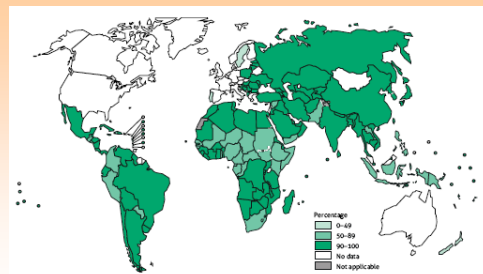 Percentage
0–49
50–89
90–100
No data
Not applicable